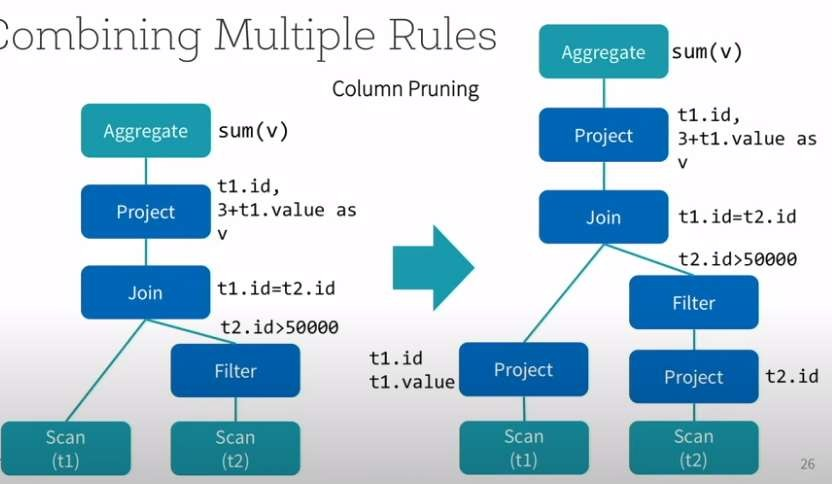 Combining Multiple Rules
Column Pruning
Aggregate
sum(v)
Project
t1.id,
3+t1.value as
v
Join
t1.id=t2.id
t2.id>50000
Filter
Scan
(t1)
Scan
(t2)
Aggregate
sum(v)
Project
t1.id,
3+t1.value as
v
Join
t1.id=t2.id
t2.id>50000
Filter
t1.id
t1.value
Project
Project
t2.id
Scan
(t1)
Scan
(t2)
26